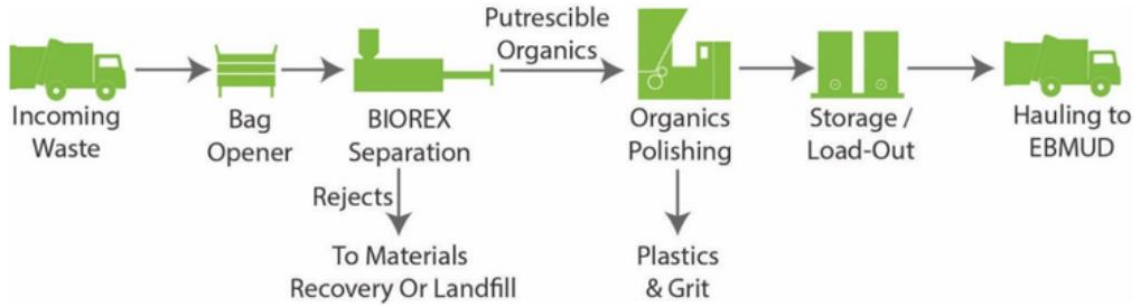 Putrescible
Organics
Incoming
Waste
Bag
Opener
BIOREX
Separation
Organics
Polishing
Storage /
Load-Out
Hauling to
EBMUD
Rejects
To Materials
Recovery Or Landfill
Plastics
& Grit